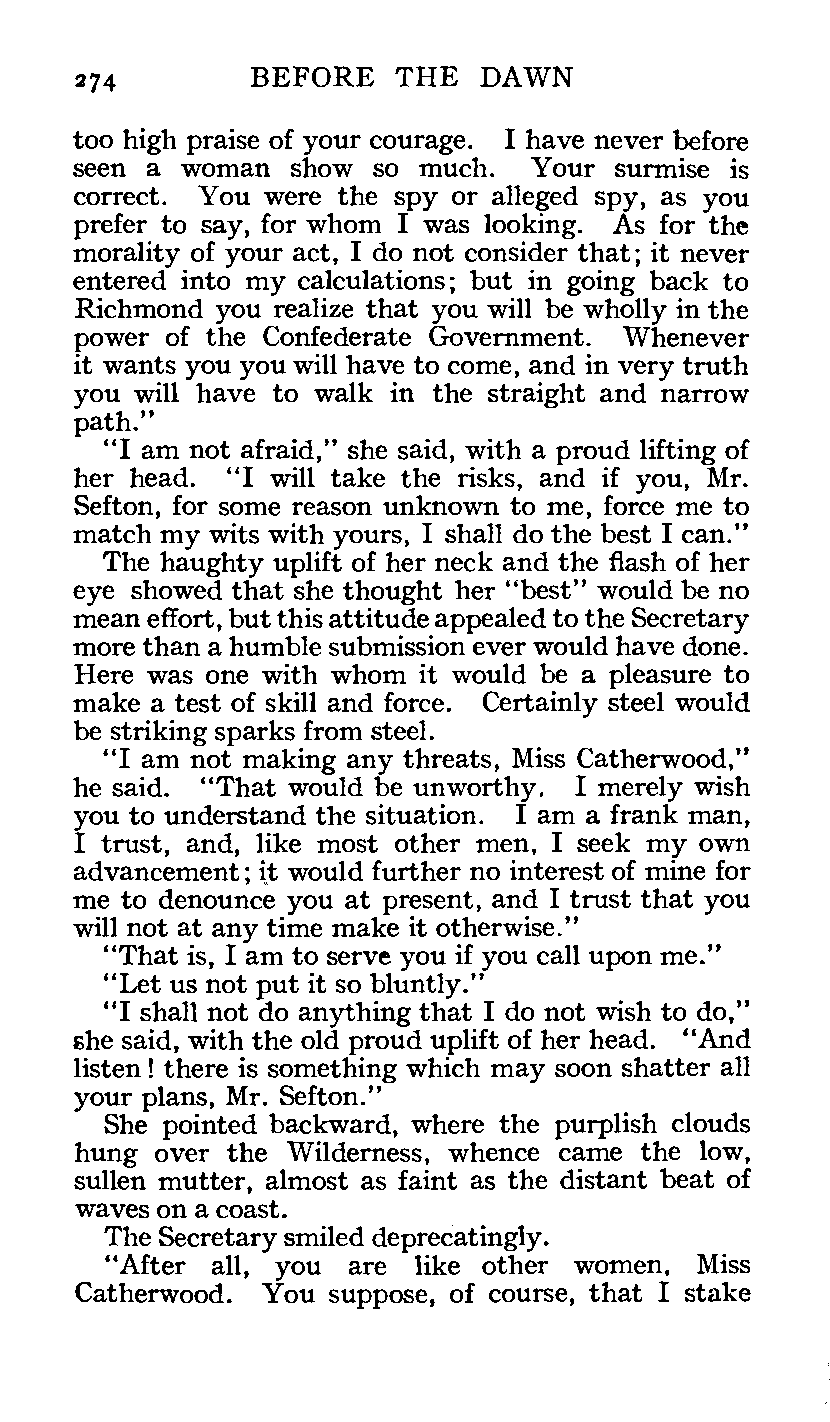 274 BEFORE THE DAWN
too high praise of your courage. I have never before
seen a woman show so much. Your surmise is
correct. You were the spy or alleged spy, as you
prefer to say, for whom I was looking. As for the
morality of your act, I do not consider that; it never
entered into my calculations; but in going back to
Richmond you realize that you will be wholly in the
power of the Confederate Government. Whenever
it wants you you will have to come, and in very truth
you will have to walk in the straight and narrow
path."
"I am not afraid," she said, with a proud lifting of
her head. "I will take the risks, and if you, Mr.
Sefton, for some reason unknown to me, force me to
match my wits with yours, I shall do the best I can."
The haughty uplift of her neck and the flash of her
eye showed that she thought her "best" would be no
mean effort, but this attitude appealed to the Secretary
more than a humble submission ever would have done.
Here was one with whom it would be a pleasure to
make a test of skill and force. Certainly steel would
be striking sparks from steel.
"I am not making any threats, Miss Catherwood,"
he said. "That would be unworthy. I merely wish
you to understand the situation. I am a frank man,
I trust, and, like most other men, I seek my own
advancement; it would further no interest of mine for
me to denounce you at present, and I trust that you
will not at any time make it otherwise."
"That is, I am to serve you if you call upon me."
"Let us not put it so bluntly."
"I shall not do anything that I do not wish to do,"
she said, with the old proud uplift of her head. "And
listen! there is something which may soon shatter all
your plans, Mr. Sefton."
She pointed backward, where the purplish clouds
hung over the Wilderness, whence came the low,
sullen mutter, almost as faint as the distant beat of
waves on a coast.
The Secretary smiled deprecatingly.
"After all, you are like other women, Miss
Catherwood. You suppose, of course, that I stake